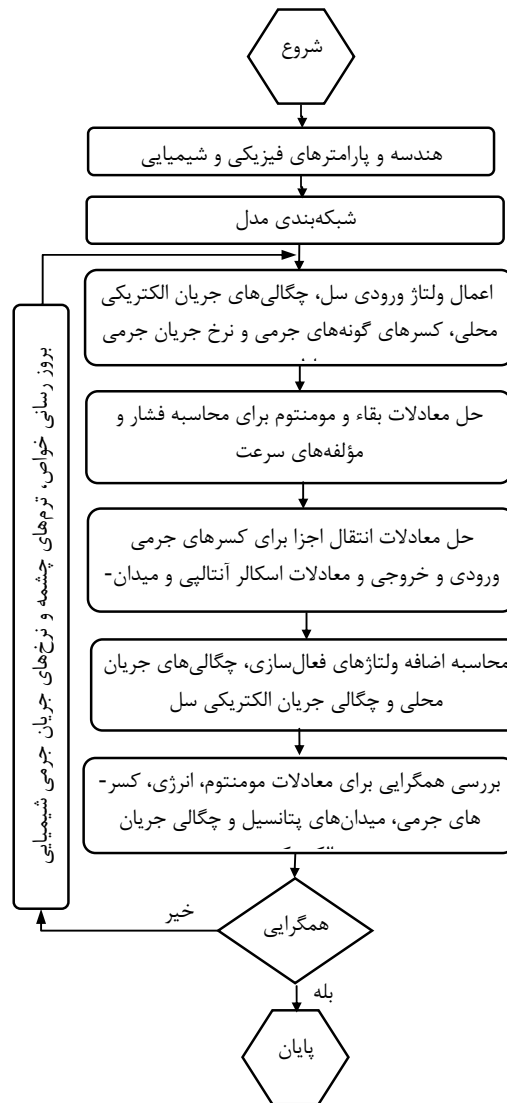 شروع
هندسه و پارامترهای فیزیکی و شیمیایی
شبکه‌بندی مدل
اعمال ولتاژ ورودی سل، چگالی‌های جریان الکتریکی
محلی، کسرهای گونه‌های جرمی و نرخ جریان جرمی
حل معادلات بقاء و مومنتوم برای محاسبه فشار و
مؤلفه‌های سرعت
حل معادلات انتقال اجزا برای کسرهای جرمی
ورودی و خروجی و معادلات اسکالر آنتالپی و میدان-
محاسبه اضافه ولتاژهای فعال‌سازی، چگالی‌های جریان
محلی و چگالی جریان الکتریکی سل
بررسی همگرایی برای معادلات مومنتوم، انرژی، کسر-
های جرمی، میدان‌های پتانسیل و چگالی جریان
همگرایی
خیر
بله
پایان
بروز رسانی خواص، ترم‌های چشمه و نرخ‌های جریان جرمی شیمیایی